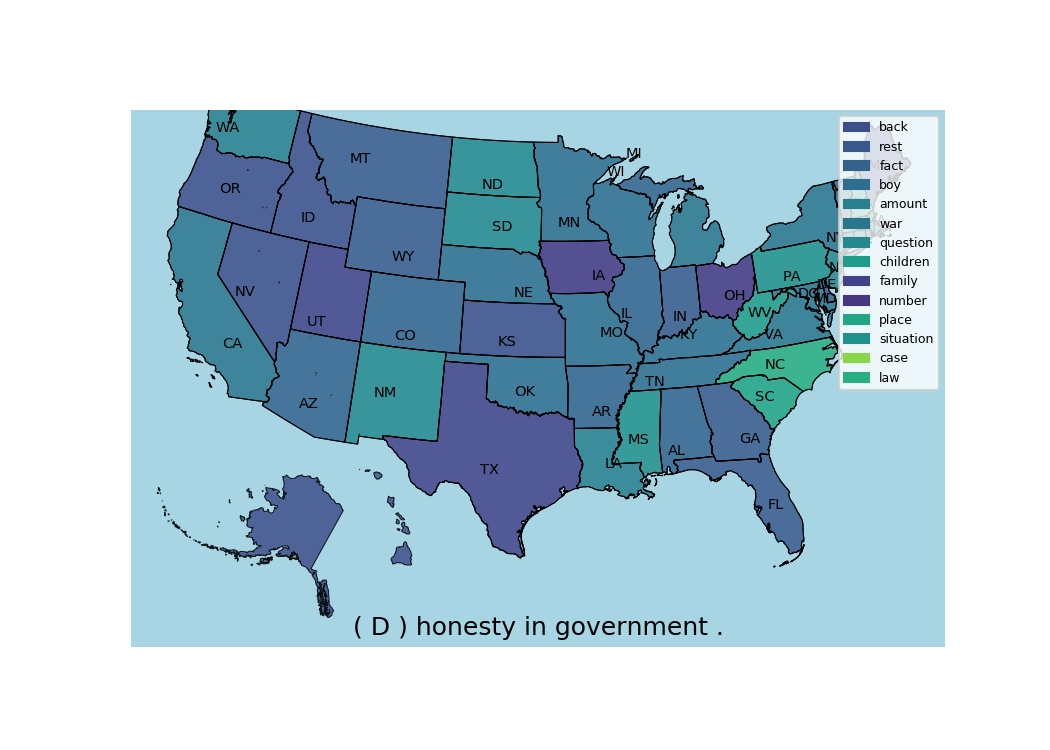 WA
MT
ND
MI
WI
OR
ID
SD
MN
WY
NE
IA
NV
UT
CO
KS
MO
IL
IN
OH
PA
WV
VA
KY
CA
AZ
NM
OK
AR
TN
NC
SC
MS
AL
GA
LA
TX
FL
back
rest
fact
boy
amount
war
question
children
family
number
place
situation
case
law
( D ) honesty in government .